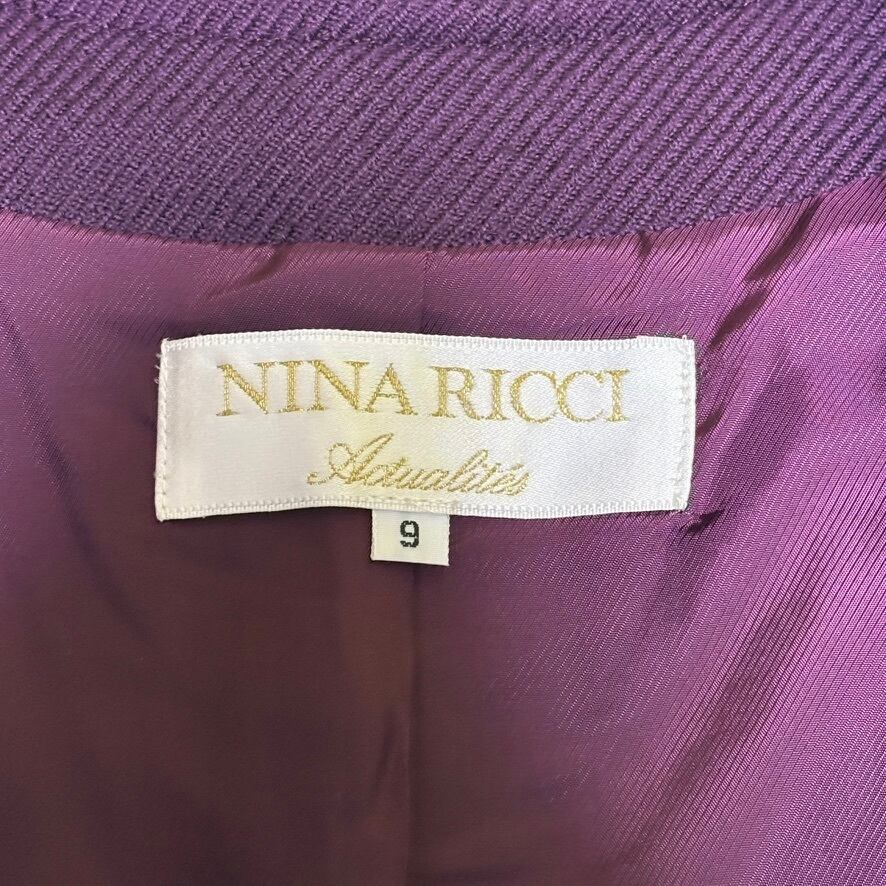 NINA RICCI
Actualités
9